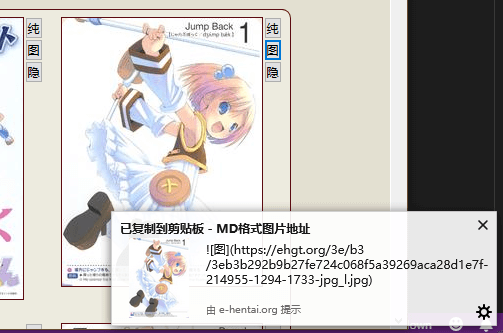 纯
图
隐
Jump Back 1
纯
图
隐
已复制到剪贴板 - MD格式图片地址
![图](https://ehgt.org/3e/b3
/3eb3b292b9b27fe724c068f5a39269aca28d1e7f-
214955-1294-1733-jpg_l.jpg)
由 e-hentai.org 提示